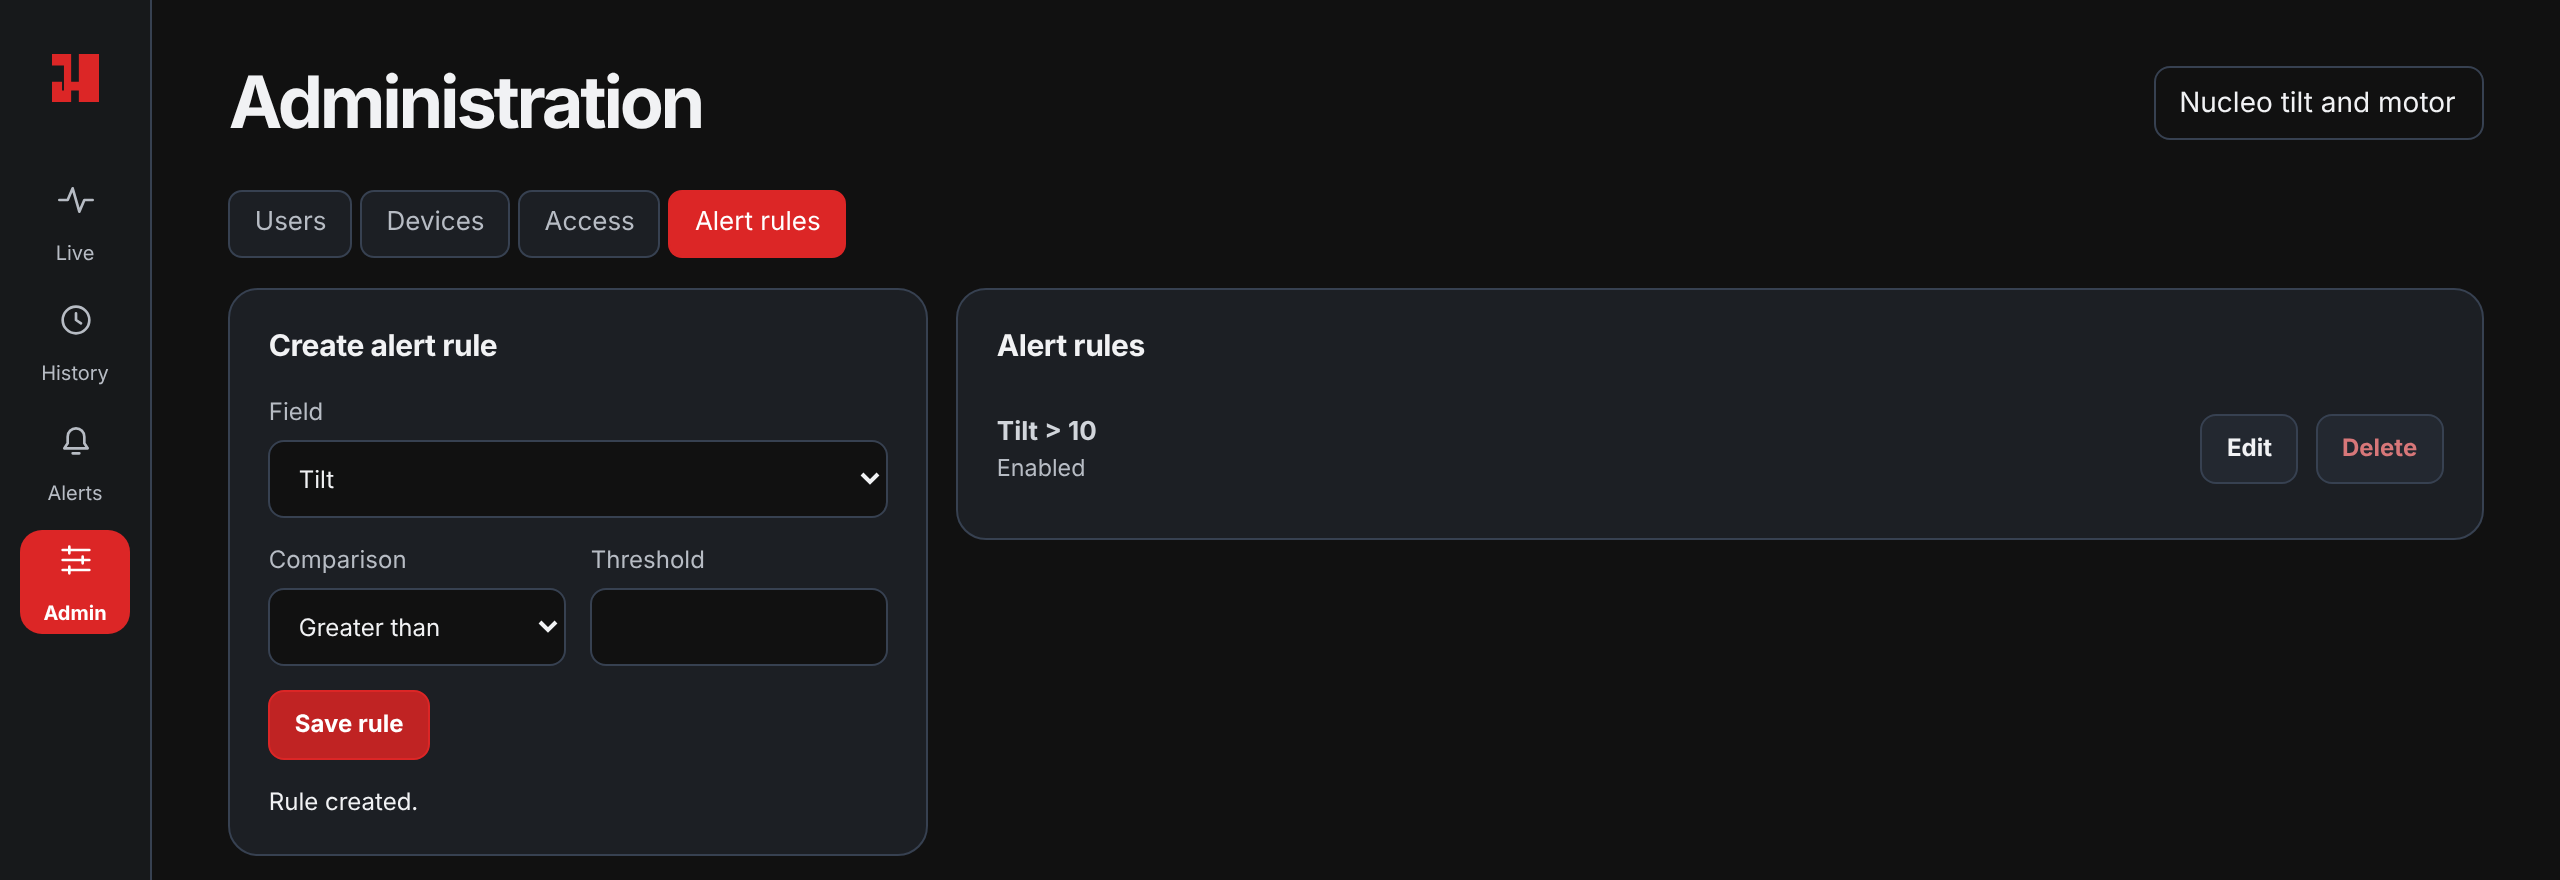 Administration
Nucleo tilt and motor
Live
History
Alerts
Admin
Users
Devices
Access
Alert rules
Create alert rule
Field
Tilt
Comparison
Threshold
Greater than
Save rule
Rule created.
Alert rules
Tilt > 10
Enabled
Edit
Delete